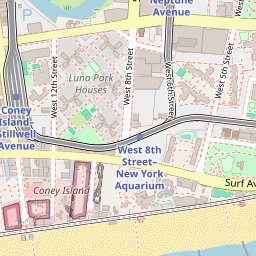 Neptune
Avenue
Luna Park
Houses
West 12th Street
West 8th Street
West 6th Street
West 5th Street
Coney
Island-
Stillwell
Avenue
West 8th
Street–
New York
Aquarium
Coney Island
Surf Av